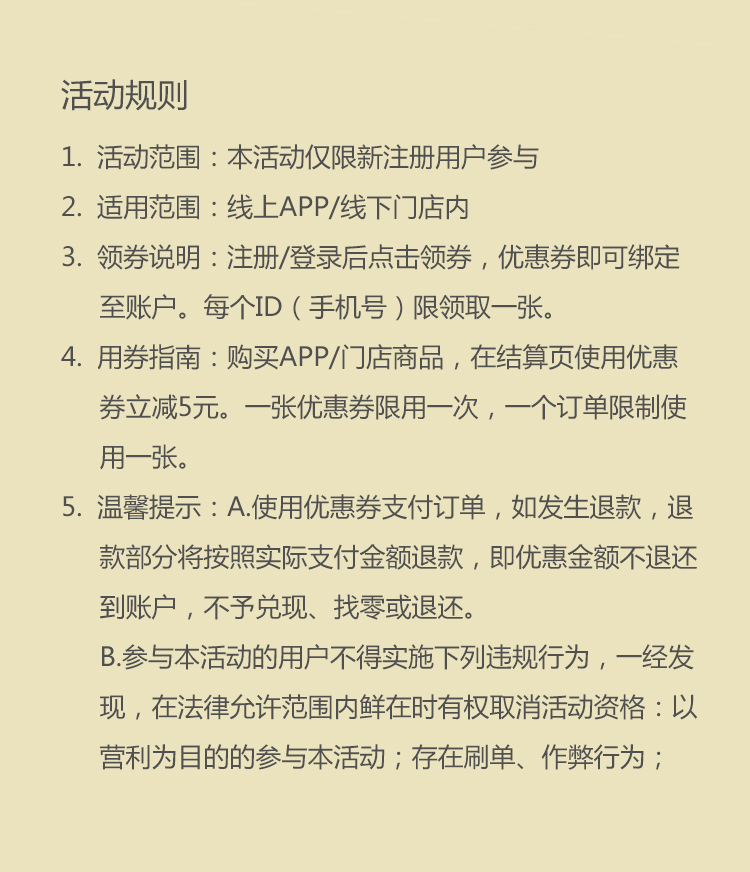 活动规则
1. 活动范围：本活动仅限新注册用户参与
2. 适用范围：线上APP/线下门店内
3. 领券说明：注册/登录后点击领券，优惠券即可绑定
至账户。每个ID（手机号）限领取一张。
4. 用券指南：购买APP/门店商品，在结算页使用优惠
券立减5元。一张优惠券限用一次，一个订单限制使
用一张。
5. 温馨提示：A.使用优惠券支付订单，如发生退款，退
款部分将按照实际支付金额退款，即优惠金额不退还
到账户，不予兑现、找零或退还。
B.参与本活动的用户不得实施下列违规行为，一经发
现，在法律允许范围内鲜在时有权取消活动资格：以
营利为目的的参与本活动；存在刷单、作弊行为；